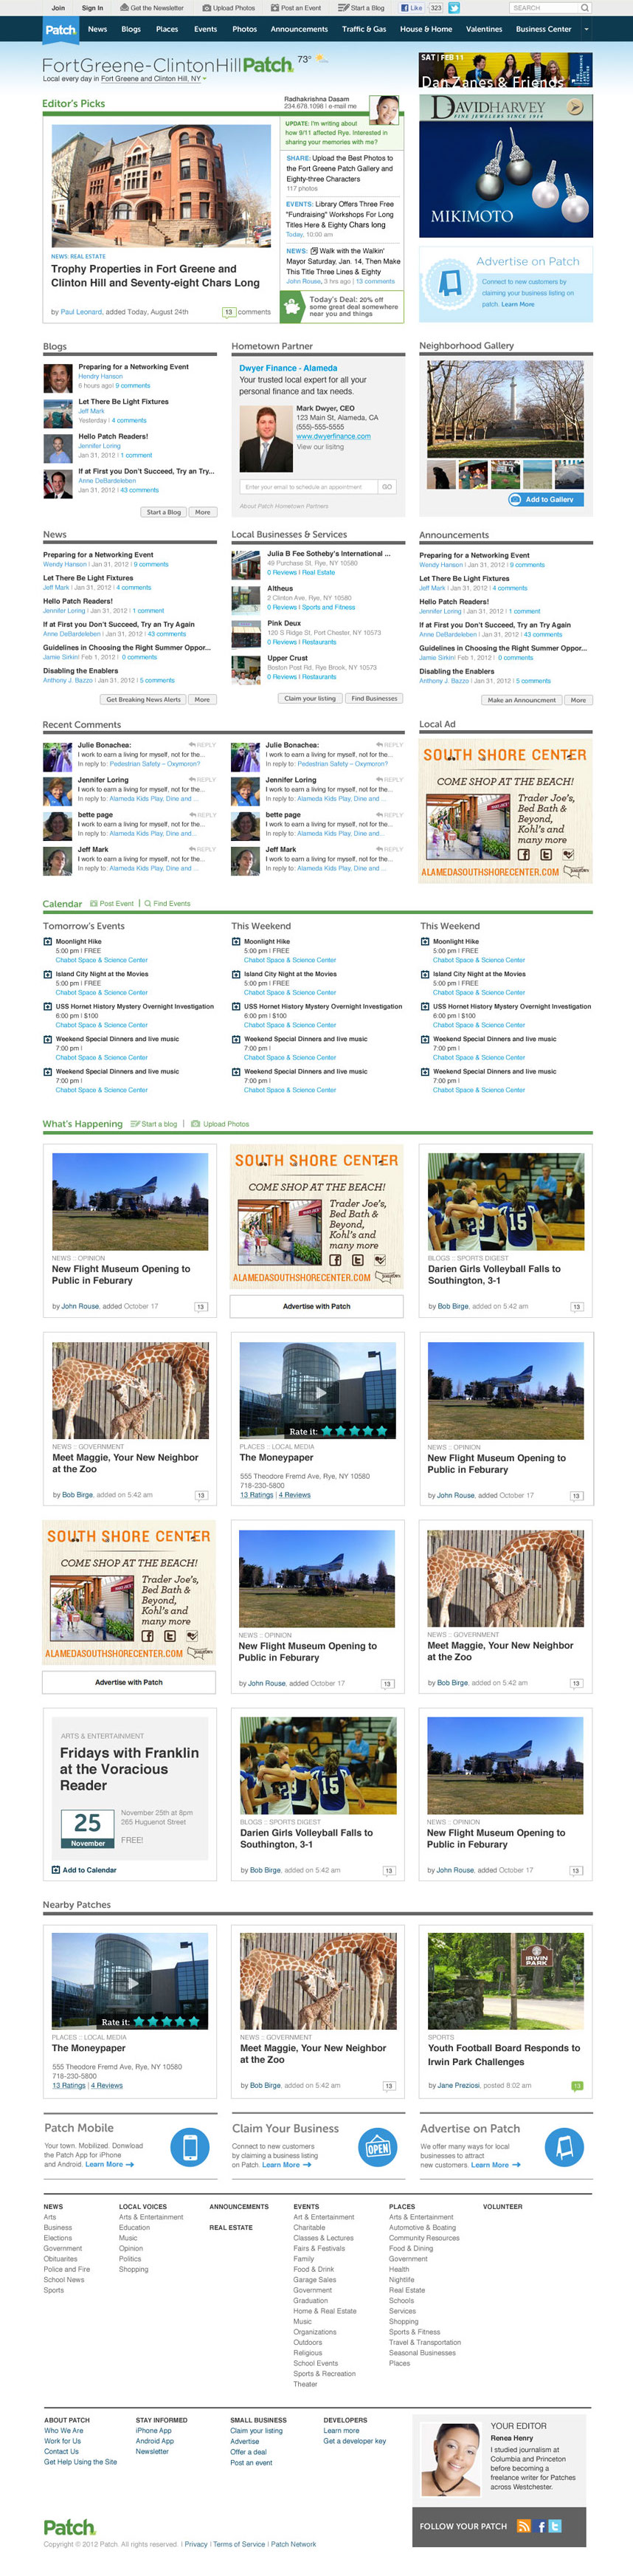 Join Sign In Get the Newsletter Upload Photos Post an Event Start a Blog Like 323 SEARCH
Patch News Blogs Places Events Photos Announcements Traffic & Gas House & Home Valentines Business Center
FortGreene-ClintonHillPatch 73°
Local every day in Fort Greene and Clinton Hill, NY
SAT | FEB 11
Dan Zanes & Friends
Editor's Picks
Radhakrishna Dasam
234.678.1098 | e-mail me
UPDATE: I'm writing about
how 9/11 affected Rye. Interested in
sharing your memories with me?
SHARE: Upload the Best Photos to
the Fort Greene Patch Gallery and
Eighty-three Characters
117 photos
EVENTS: Library Offers Three Free
"Fundraising" Workshops For Long
Titles Here & Eighty Chars long
Today, 10:00 am
NEWS: Walk with the Walkin'
Mayor Saturday, Jan. 14, Then Make
This Title Three Lines & Eighty
John Rouse, 3 hrs ago | 13 comments
Today's Deal: 20% off
some great deal somewhere
near you and things
NEWS: REAL ESTATE
Trophy Properties in Fort Greene and
Clinton Hill and Seventy-eight Chars Long
by Paul Leonard, added Today, August 24th 13 comments
DAVIDHARVEY
FINE JEWELERS SINCE 1914
MIKIMOTO
Advertise on Patch
Connect to new customers by
claiming your business listing on
patch. Learn More
Blogs
Preparing for a Networking Event
Hendry Hanson
6 hours ago| 9 comments
Let There Be Light Fixtures
Jeff Mark
Yesterday | 4 comments
Hello Patch Readers!
Jennifer Loring
Jan 31, 2012 | 1 comment
If at First you Don't Succeed, Try an Try...
Anne DeBardeleben
Jan 31, 2012 | 43 comments
Start a Blog More
Hometown Partner
Dwyer Finance - Alameda
Your trusted local expert for all your
personal finance and tax needs.
Mark Dwyer, CEO
123 Main St, Alameda, CA
(555)-555-5555
www.dwyerfinance.com
View our lisitng
Enter your email to schedule an appointment GO
About Patch Hometown Partners
Neighborhood Gallery
Add to Gallery
News
Preparing for a Networking Event
Wendy Hanson | Jan 31, 2012 | 9 comments
Let There Be Light Fixtures
Jeff Mark | Jan 31, 2012 | 4 comments
Hello Patch Readers!
Jennifer Loring | Jan 31, 2012 | 1 comment
If at First you Don't Succeed, Try an Try Again
Anne DeBardeleben | Jan 31, 2012 | 43 comments
Guidelines in Choosing the Right Summer Oppor...
Jamie Sirkin| Feb 1, 2012 | 0 comments
Disabling the Enablers
Anthony J. Bazzo | Jan 31, 2012 | 5 comments
Get Breaking News Alerts More
Local Businesses & Services
Julia B Fee Sotheby's International ...
49 Purchase St, Rye, NY 10580
0 Reviews | Real Estate
Altheus
2 Clinton Ave, Rye, NY 10580
0 Reviews | Sports and Fitness
Pink Deux
120 S Ridge St, Port Chester, NY 10573
0 Reviews | Restaurants
Upper Crust
Boston Post Rd, Rye Brook, NY 10573
0 Reviews | Restaurants
Claim your listing Find Businesses
Announcements
Preparing for a Networking Event
Wendy Hanson | Jan 31, 2012 | 9 comments
Let There Be Light Fixtures
Jeff Mark | Jan 31, 2012 | 4 comments
Hello Patch Readers!
Jennifer Loring | Jan 31, 2012 | 1 comment
If at First you Don't Succeed, Try an Try Again
Anne DeBardeleben | Jan 31, 2012 | 43 comments
Guidelines in Choosing the Right Summer Oppor...
Jamie Sirkin| Feb 1, 2012 | 0 comments
Disabling the Enablers
Anthony J. Bazzo | Jan 31, 2012 | 5 comments
Make an Announcment More
Recent Comments
Julie Bonachea: REPLY
I work to earn a living for myself, not for the...
In reply to: Pedestrian Safety – Oxymoron?
Jennifer Loring REPLY
I work to earn a living for myself, not for the...
In reply to: Alameda Kids Play, Dine and ...
bette page REPLY
I work to earn a living for myself, not for the...
In reply to: Alameda Kids Play, Dine and...
Jeff Mark REPLY
I work to earn a living for myself, not for the...
In reply to: Alameda Kids Play, Dine and ...
Julie Bonachea: REPLY
I work to earn a living for myself, not for the...
In reply to: Pedestrian Safety – Oxymoron?
Jennifer Loring REPLY
I work to earn a living for myself, not for the...
In reply to: Alameda Kids Play, Dine and ...
bette page REPLY
I work to earn a living for myself, not for the...
In reply to: Alameda Kids Play, Dine and...
Jeff Mark REPLY
I work to earn a living for myself, not for the...
In reply to: Alameda Kids Play, Dine and ...
Local Ad
SOUTH SHORE CENTER
COME SHOP AT THE BEACH!
Trader Joe's,
Bed Bath &
Beyond,
Kohl's and
many more
ALAMEDASOUTHSHORECENTER.COM
Calendar Post Event | Find Events
Tomorrow's Events
Moonlight Hike
5:00 pm | FREE
Chabot Space & Science Center
Island City Night at the Movies
5:00 pm | FREE
Chabot Space & Science Center
USS Hornet History Mystery Overnight Investigation
6:00 pm | $100
Chabot Space & Science Center
Weekend Special Dinners and live music
7:00 pm |
Chabot Space & Science Center
Weekend Special Dinners and live music
7:00 pm |
Chabot Space & Science Center
This Weekend
Moonlight Hike
5:00 pm | FREE
Chabot Space & Science Center
Island City Night at the Movies
5:00 pm | FREE
Chabot Space & Science Center
USS Hornet History Mystery Overnight Investigation
6:00 pm | $100
Chabot Space & Science Center
Weekend Special Dinners and live music
7:00 pm |
Chabot Space & Science Center
Weekend Special Dinners and live music
7:00 pm |
Chabot Space & Science Center
This Weekend
Moonlight Hike
5:00 pm | FREE
Chabot Space & Science Center
Island City Night at the Movies
5:00 pm | FREE
Chabot Space & Science Center
USS Hornet History Mystery Overnight Investigation
6:00 pm | $100
Chabot Space & Science Center
Weekend Special Dinners and live music
7:00 pm |
Chabot Space & Science Center
Weekend Special Dinners and live music
7:00 pm |
Chabot Space & Science Center
What's Happening Start a blog | Upload Photos
NEWS :: OPINION
New Flight Museum Opening to
Public in Feburary
by John Rouse, added October 17 13
SOUTH SHORE CENTER
COME SHOP AT THE BEACH!
Trader Joe's,
Bed Bath &
Beyond,
Kohl's and
many more
ALAMEDASOUTHSHORECENTER.COM
Advertise with Patch
15
BLOGS :: SPORTS DIGEST
Darien Girls Volleyball Falls to
Southington, 3-1
by Bob Birge, added on 5:42 am 13
NEWS :: GOVERNMENT
Meet Maggie, Your New Neighbor
at the Zoo
by Bob Birge, added on 5:42 am 13
Rate it:
PLACES :: LOCAL MEDIA
The Moneypaper
555 Theodore Fremd Ave, Rye, NY 10580
718-230-5800
13 Ratings | 4 Reviews
NEWS :: OPINION
New Flight Museum Opening to
Public in Feburary
by John Rouse, added October 17 13
SOUTH SHORE CENTER
COME SHOP AT THE BEACH!
Trader Joe's,
Bed Bath &
Beyond,
Kohl's and
many more
ALAMEDASOUTHSHORECENTER.COM
Advertise with Patch
NEWS :: OPINION
New Flight Museum Opening to
Public in Feburary
by John Rouse, added October 17 13
NEWS :: GOVERNMENT
Meet Maggie, Your New Neighbor
at the Zoo
by Bob Birge, added on 5:42 am 13
ARTS & ENTERTAINMENT
Fridays with Franklin
at the Voracious
Reader
25
November
November 25th at 8pm
265 Huguenot Street
FREE!
Add to Calendar
15
BLOGS :: SPORTS DIGEST
Darien Girls Volleyball Falls to
Southington, 3-1
by Bob Birge, added on 5:42 am 13
NEWS :: OPINION
New Flight Museum Opening to
Public in Feburary
by John Rouse, added October 17 13
Nearby Patches
Rate it:
PLACES :: LOCAL MEDIA
The Moneypaper
555 Theodore Fremd Ave, Rye, NY 10580
718-230-5800
13 Ratings | 4 Reviews
NEWS :: GOVERNMENT
Meet Maggie, Your New Neighbor
at the Zoo
by Bob Birge, added on 5:42 am 13
IRWIN
PARK
SPORTS
Youth Football Board Responds to
Irwin Park Challenges
by Jane Preziosi, posted 8:02 am 13
Patch Mobile
Your town. Mobilized. Donwload
the Patch App for iPhone
and Android. Learn More
Claim Your Business
Connect to new customers
by claming a business listing
on Patch. Learn More
OPEN
Advertise on Patch
We offer many ways for local
businesses to attract
new customers. Learn More
NEWS
Arts
Business
Elections
Government
Obituaries
Police and Fire
School News
Sports
LOCAL VOICES
Arts & Entertainment
Education
Music
Opinion
Politics
Shopping
ANNOUNCEMENTS
REAL ESTATE
EVENTS
Art & Entertainment
Charitable
Classes & Lectures
Fairs & Festivals
Family
Food & Drink
Garage Sales
Government
Graduation
Home & Real Estate
Music
Organizations
Outdoors
Religious
School Events
Sports & Recreation
Theater
PLACES
Arts & Entertainment
Automotive & Boating
Community Resources
Food & Dining
Government
Health
Nightlife
Real Estate
Schools
Services
Shopping
Sports & Fitness
Travel & Transportation
Seasonal Businesses
Places
VOLUNTEER
ABOUT PATCH
Who We Are
Work for Us
Contact Us
Get Help Using the Site
STAY INFORMED
iPhone App
Android App
Newsletter
SMALL BUSINESS
Claim your listing
Advertise
Offer a deal
Post an event
DEVELOPERS
Learn more
Get a developer key
YOUR EDITOR
Renea Henry
I studied journalism at
Columbia and Princeton
before becoming a
freelance writer for Patches
across Westchester.
FOLLOW YOUR PATCH
Patch
Copyright © 2012 Patch. All rights reserved. | Privacy | Terms of Service | Patch Network